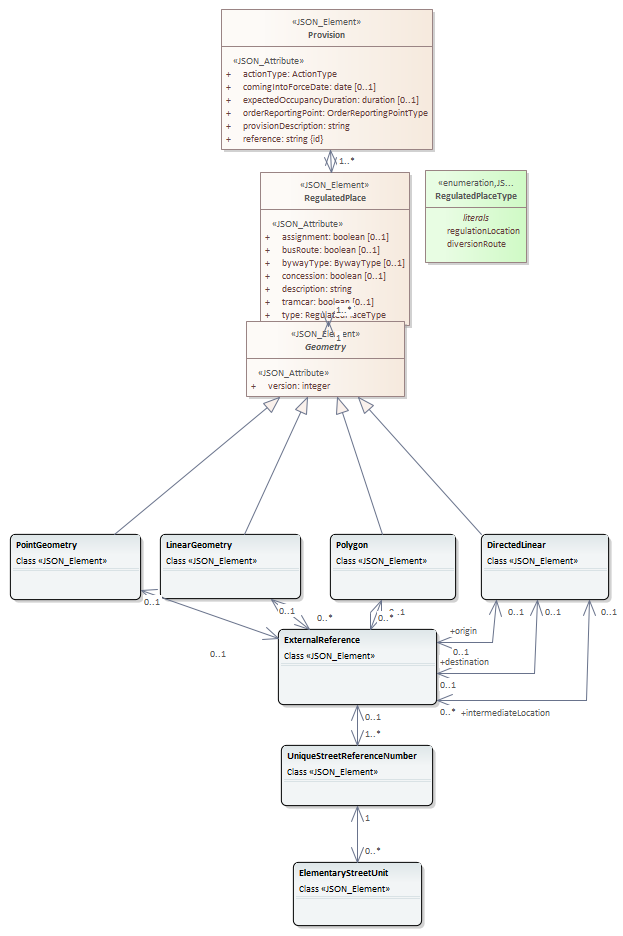 «JSON_Element»
Provision
«JSON_Attribute»
+ actionType: ActionType
+ comingIntoForceDate: date [0..1]
+ expectedOccupancyDuration: duration [0..1]
+ orderReportingPoint: OrderReportingPointType
+ provisionDescription: string
+ reference: string {id}
1..*
«JSON_Element»
RegulatedPlace
«JSON_Attribute»
+ assignment: boolean [0..1]
+ busRoute: boolean [0..1]
+ bywayType: BywayType [0..1]
+ concession: boolean [0..1]
+ description: string
+ tramcar: boolean [0..1]
+ type: RegulatedPlaceType
«enumeration,JS...
RegulatedPlaceType
literals
regulationLocation
diversionRoute
1..*
1
«JSON_Element»
Geometry
«JSON_Attribute»
+ version: integer
PointGeometry
Class «JSON_Element»
LinearGeometry
Class «JSON_Element»
Polygon
Class «JSON_Element»
DirectedLinear
Class «JSON_Element»
0..1
0..1
0..1
0..*
0..*
..1
0..1
0..1
0..1
+origin
0..1
+destination
0..1
0..* +intermediateLocation
ExternalReference
Class «JSON_Element»
0..1
1..*
UniqueStreetReferenceNumber
Class «JSON_Element»
1
0..*
ElementaryStreetUnit
Class «JSON_Element»